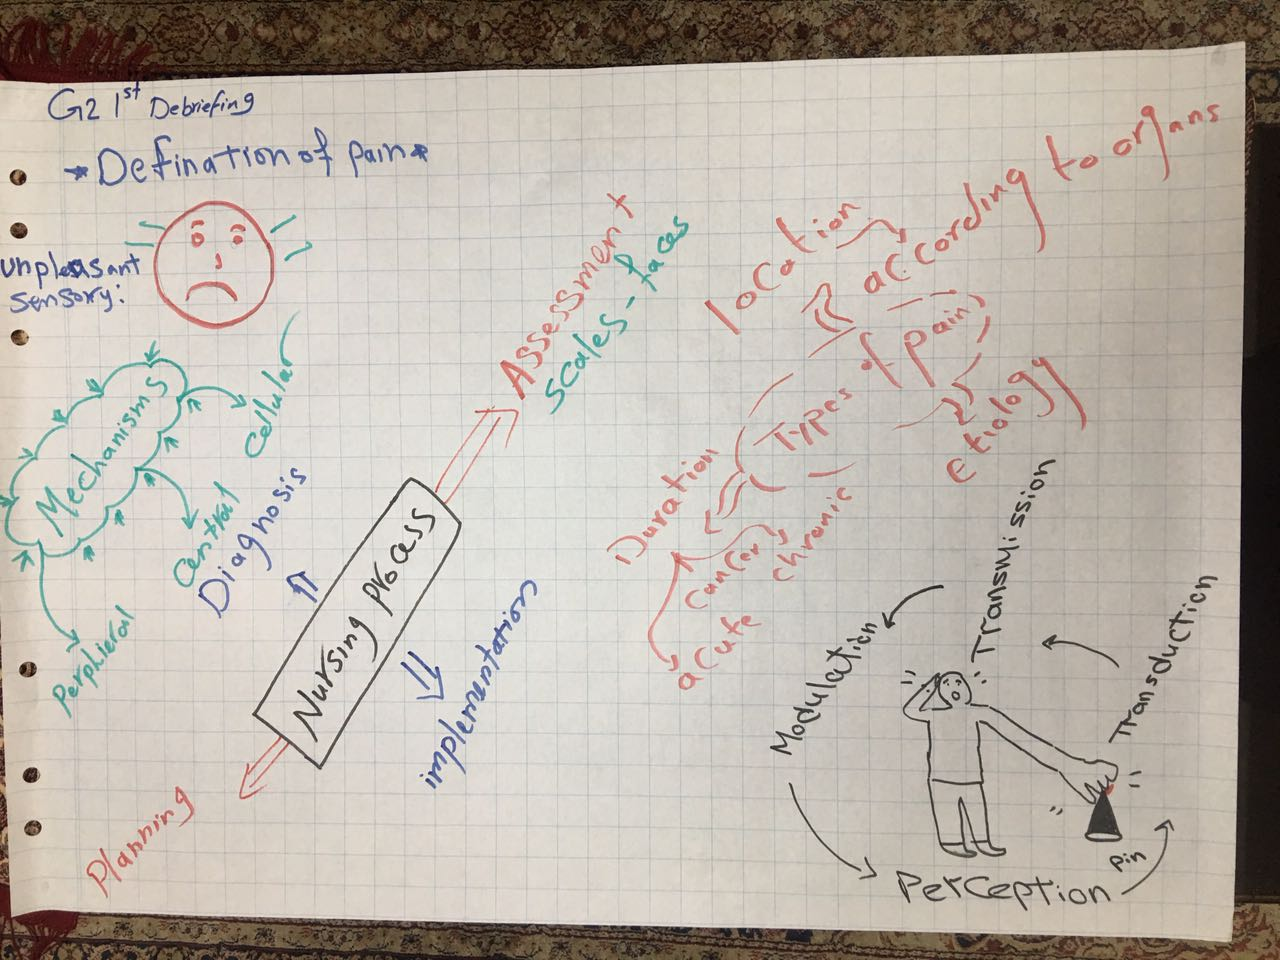 G2 1st Debriefing
*Defination of pain*
unpleasant
sensory:
Mechanisms
Cellular
Central
Perphieral
Nursing process
Assessment
scales-faces
Diagnosis
Planning
implementation
Types of pain
location
according to organs
Etiology
Duration
acute
cancer
chronic
Transduction
Transmission
Modulation
Perception
Pin